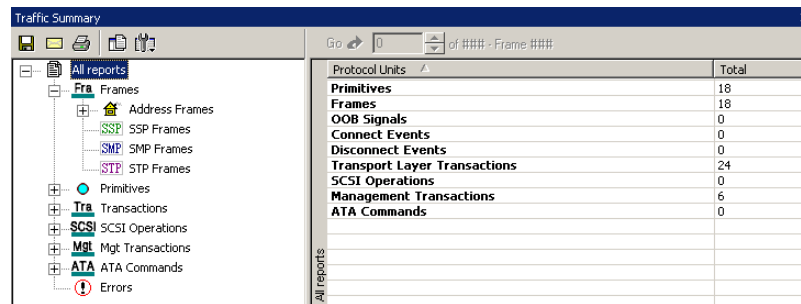 Traffic Summary
Go 0 of ### - Frame ###
All reports
Fra Frames
Address Frames
SSP SSP Frames
SMP SMP Frames
STP STP Frames
Primitives
Tra Transactions
SCSI SCSI Operations
Mgt Mgt Transactions
ATA ATA Commands
Errors
All reports
Protocol Units Total
Primitives 18
Frames 18
OOB Signals 0
Connect Events 0
Disconnect Events 0
Transport Layer Transactions 24
SCSI Operations 0
Management Transactions 6
ATA Commands 0